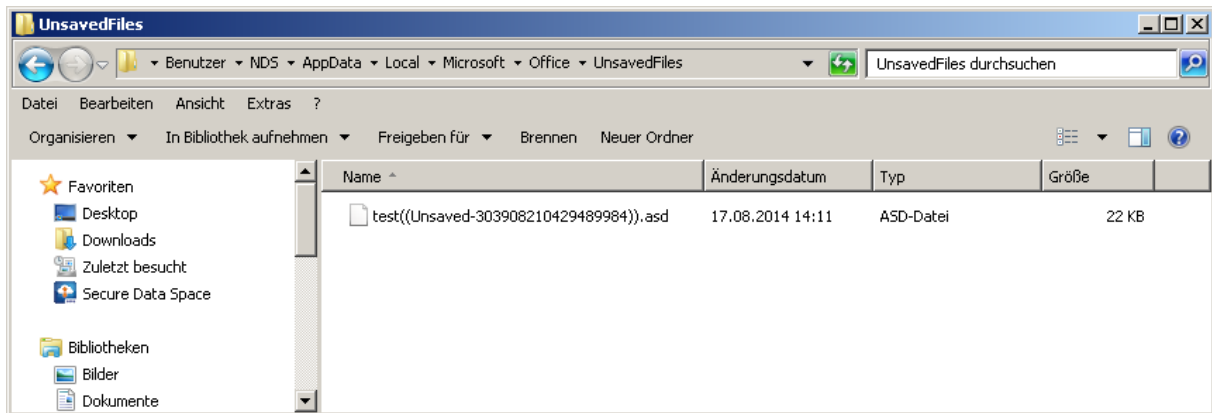 UnsavedFiles
Benutzer NDS AppData Local Microsoft Office UnsavedFiles UnsavedFiles durchsuchen
Datei Bearbeiten Ansicht Extras ?
Organisieren In Bibliothek aufnehmen Freigeben für Brennen Neuer Ordner
Name Änderungsdatum Typ Größe
test((Unsaved-303908210429489984)).asd 17.08.2014 14:11 ASD-Datei 22 KB
Favoriten
Desktop
Downloads
Zuletzt besucht
Secure Data Space
Bibliotheken
Bilder
Dokumente